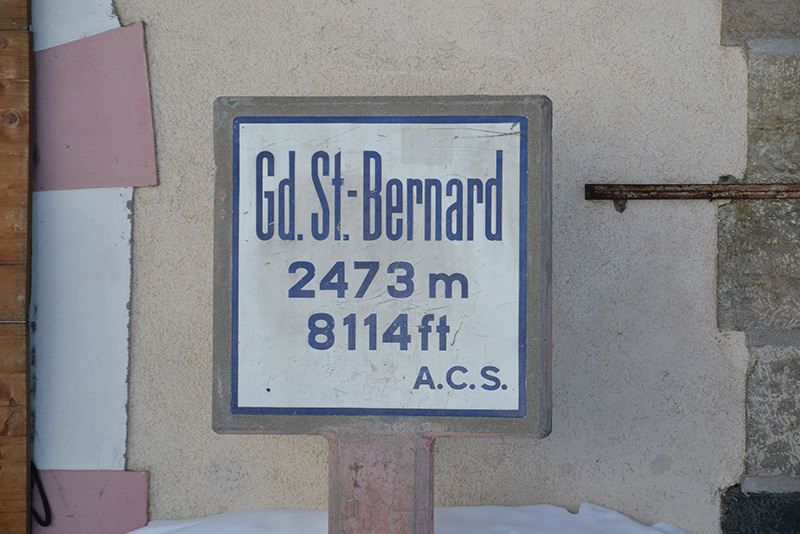 Gd. St.-Bernard
2473 m
8114 ft
A.C.S.